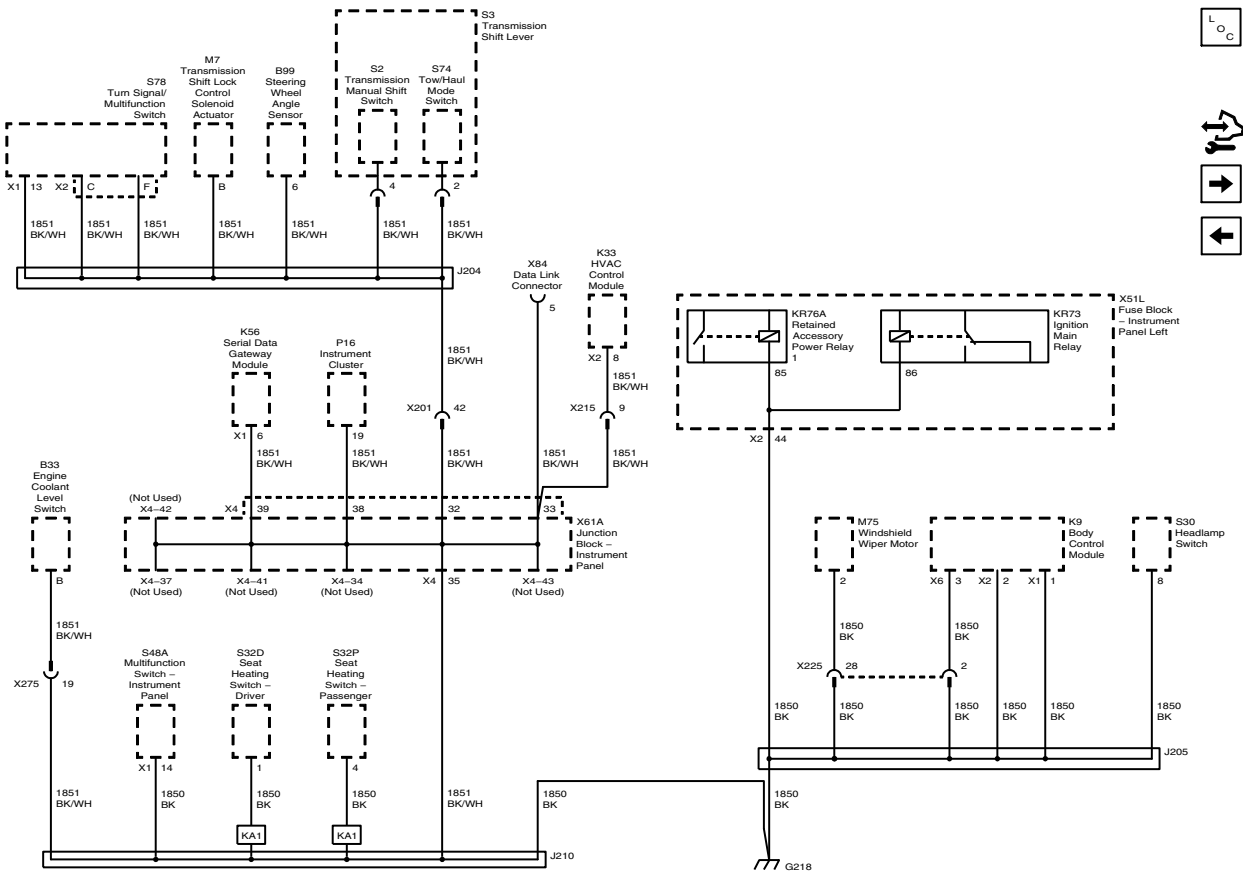 S3
Transmission
Shift Lever
L
O
C
M7
Transmission
Shift Lock
Control
Solenoid
Actuator
S78
Turn Signal/
Multifunction
Switch
B99
Steering
Wheel
Angle
Sensor
S2
Transmission
Manual Shift
Switch
S74
Tow/Haul
Mode
Switch
X1 13 X2 C F B 6 4 2
1851
BK/WH
1851
BK/WH
1851
BK/WH
1851
BK/WH
1851
BK/WH
1851
BK/WH
1851
BK/WH
J204
X84
Data Link
Connector
5
K33
HVAC
Control
Module
X2 8
1851
BK/WH
X215 9
1851
BK/WH
K56
Serial Data
Gateway
Module
X1 6
1851
BK/WH
P16
Instrument
Cluster
19
1851
BK/WH
1851
BK/WH
X201 42
1851
BK/WH
1851
BK/WH
KR76A
Retained
Accessory
Power Relay
1
85
KR73
Ignition
Main
Relay
86
X51L
Fuse Block
– Instrument
Panel Left
X2 44
B33
Engine
Coolant
Level
Switch
B
1851
BK/WH
X275 19
1851
BK/WH
(Not Used)
X4–42 X4 39 38 32 33
X61A
Junction
Block –
Instrument
Panel
X4–37
(Not Used)
X4–41
(Not Used)
X4–34
(Not Used)
X4 35
X4–43
(Not Used)
M75
Windshield
Wiper Motor
2
K9
Body
Control
Module
X6 3 X2 2 X1 1
S30
Headlamp
Switch
8
1850
BK
1850
BK
X225 28 2
1850
BK
1850
BK
1850
BK
1850
BK
1850
BK
1850
BK
J205
S48A
Multifunction
Switch –
Instrument
Panel
X1 14
1850
BK
S32D
Seat
Heating
Switch –
Driver
1
1850
BK
KA1
S32P
Seat
Heating
Switch –
Passenger
4
1850
BK
KA1
1851
BK/WH
1850
BK
1850
BK
J210
G218